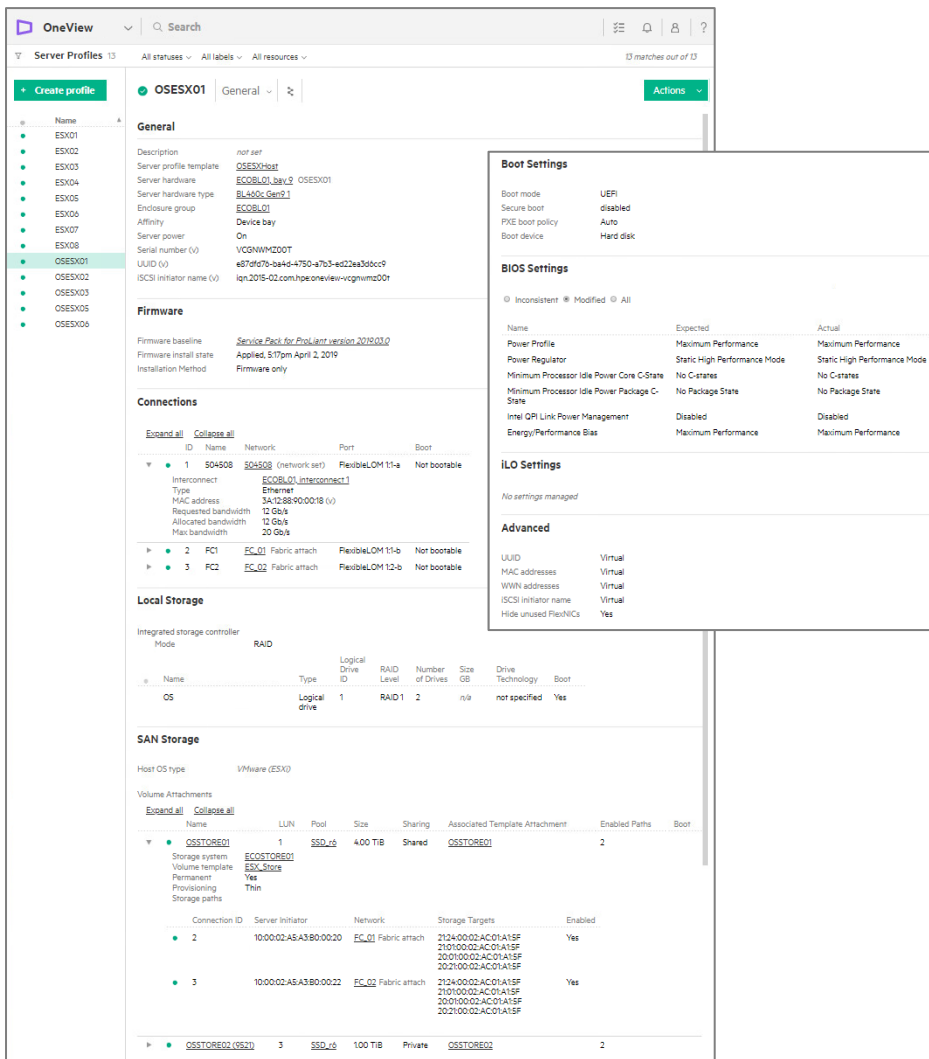 OneView
Search
?
Server Profiles 13
All statuses All labels All resources
13 matches out of 13
+ Create profile
OSESX01 General
Actions
Name
ESX01
ESX02
ESX03
ESX04
ESX05
ESX06
ESX07
ESX08
OSESX01
OSESX02
OSESX03
OSESX05
OSESX06
General
Description not set
Server profile template OSESXHost
Server hardware ECOBL01, bay 9 OSESX01
Server hardware type BL460c Gen9 1
Enclosure group ECOBL01
Affinity Device bay
Server power On
Serial number (v) VCGNWMZ00T
UUID (v) e87dfd76-ba4d-4750-a7b3-ed22ea3d6cc9
iSCSI initiator name (v) iqn.2015-02.com.hpe:oneview-vcgnwmz00t
Firmware
Firmware baseline Service Pack for ProLiant version 2019.03.0
Firmware install state Applied, 5:17pm April 2, 2019
Installation Method Firmware only
Connections
Expand all Collapse all
ID Name Network Port Boot
1 504508 504508 (network set) FlexibleLOM 1:1-a Not bootable
Interconnect ECOBL01, interconnect 1
Type Ethernet
MAC address 3A:12:88:90:00:18 (v)
Requested bandwidth 12 Gb/s
Allocated bandwidth 12 Gb/s
Max bandwidth 20 Gb/s
2 FC1 FC_01 Fabric attach FlexibleLOM 1:1-b Not bootable
3 FC2 FC_02 Fabric attach FlexibleLOM 1:2-b Not bootable
Local Storage
Integrated storage controller
Mode RAID
Name Type Logical Drive ID RAID Level Number of Drives Size GB Drive Technology Boot
OS Logical drive 1 RAID 1 2 n/a not specified Yes
SAN Storage
Host OS type VMware (ESXi)
Volume Attachments
Expand all Collapse all
Name LUN Pool Size Sharing Associated Template Attachment Enabled Paths Boot
OSSTORE01 1 SSD_r6 4.00 TiB Shared OSSTORE01 2
Storage system ECOSTORE01
Volume template ESX_Store
Permanent Yes
Provisioning Thin
Storage paths
Connection ID Server Initiator Network Storage Targets Enabled
2 10:00:02:A5:A3:B0:00:20 FC_01 Fabric attach 21:24:00:02:AC:01:A1:5F Yes
21:01:00:02:AC:01:A1:5F
20:01:00:02:AC:01:A1:5F
20:21:00:02:AC:01:A1:5F
3 10:00:02:A5:A3:B0:00:22 FC_02 Fabric attach 21:24:00:02:AC:01:A1:5F Yes
21:01:00:02:AC:01:A1:5F
20:01:00:02:AC:01:A1:5F
20:21:00:02:AC:01:A1:5F
OSSTORE02 (9521) 3 SSD_r6 1.00 TiB Private OSSTORE02 2
Boot Settings
Boot mode UEFI
Secure boot disabled
PXE boot policy Auto
Boot device Hard disk
BIOS Settings
Inconsistent Modified All
Name Expected Actual
Power Profile Maximum Performance Maximum Performance
Power Regulator Static High Performance Mode Static High Performance Mode
Minimum Processor Idle Power Core C-State No C-states No C-states
Minimum Processor Idle Power Package C- No Package State No Package State
State
Intel QPI Link Power Management Disabled Disabled
Energy/Performance Bias Maximum Performance Maximum Performance
iLO Settings
No settings managed
Advanced
UUID Virtual
MAC addresses Virtual
WWN addresses Virtual
iSCSI initiator name Virtual
Hide unused FlexNICs Yes